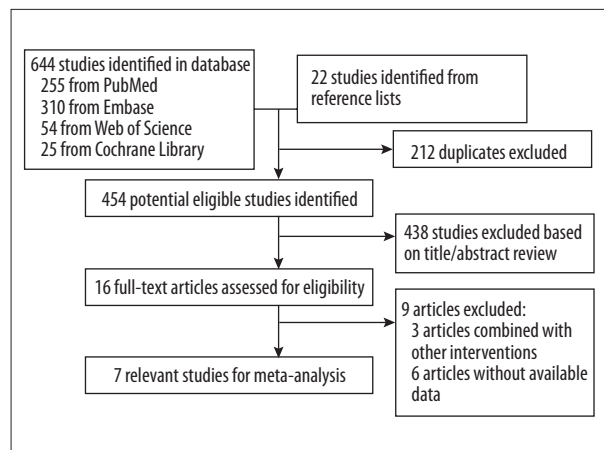 644 studies identified in database
255 from PubMed
310 from Embase
54 from Web of Science
25 from Cochrane Library
22 studies identified from
reference lists
212 duplicates excluded
454 potential eligible studies identified
438 studies excluded based
on title/abstract review
16 full-text articles assessed for eligibility
9 articles excluded:
3 articles combined with
other interventions
6 articles without available
data
7 relevant studies for meta-analysis